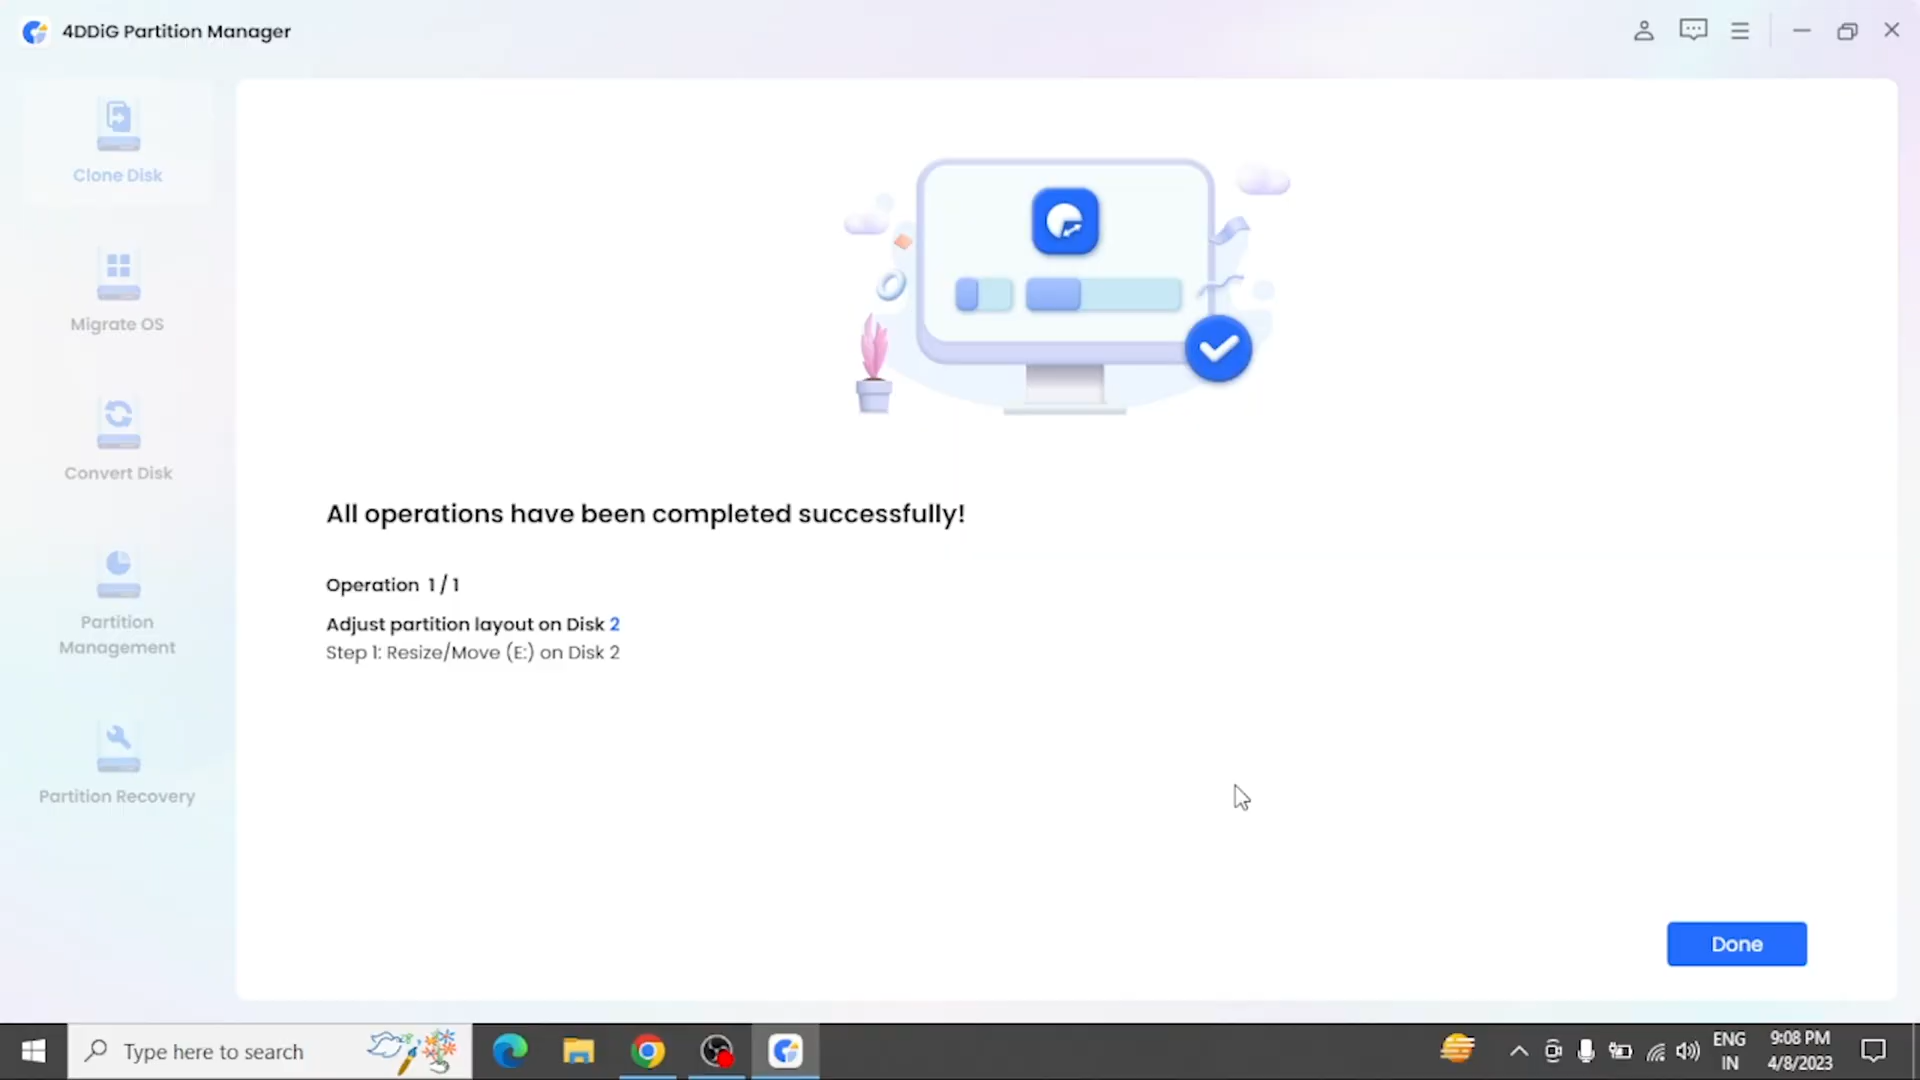 4DDiG Partition Manager
Clone Disk
Migrate OS
Convert Disk
Partition
Management
Partition Recovery
All operations have been completed successfully!
Operation 1 / 1
Adjust partition layout on Disk 2
Step 1: Resize/Move (E:) on Disk 2
Done
Type here to search
ENG
IN
9:08 PM
4/8/2023